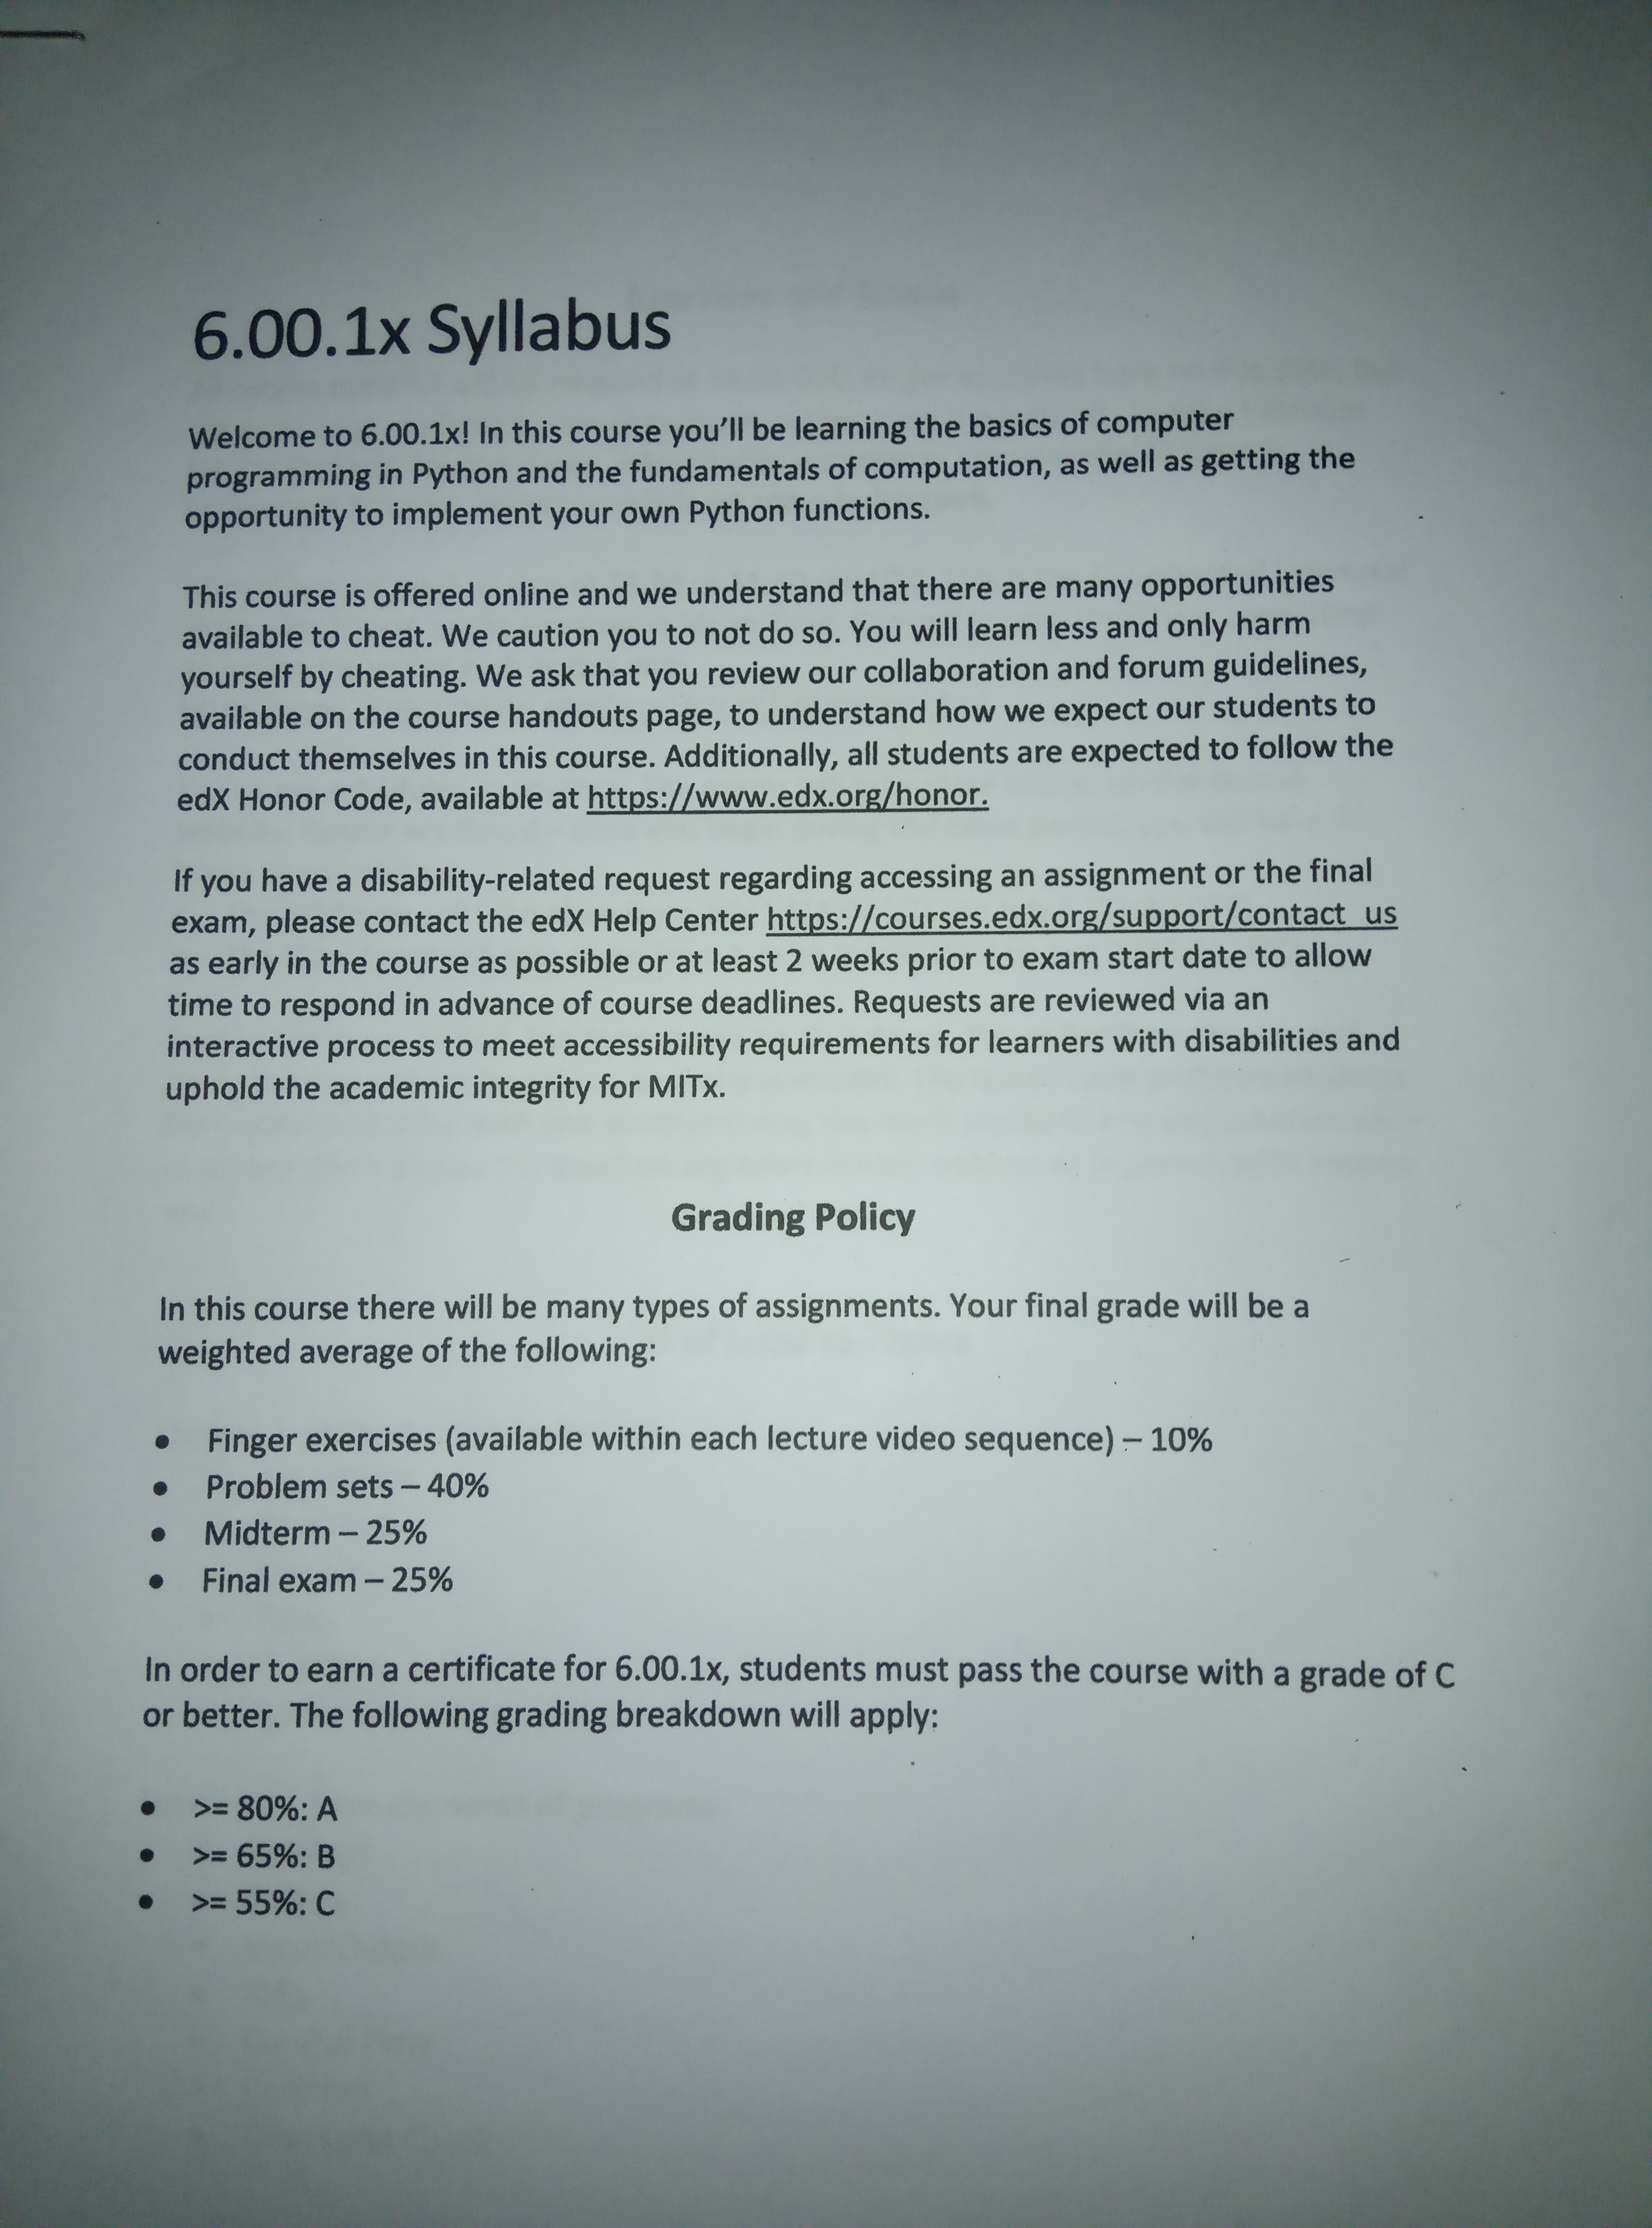 6.00.1x Syllabus
Welcome to 6.00.1x! In this course you’ll be learning the basics of computer
programming in Python and the fundamentals of computation, as well as getting the
opportunity to implement your own Python functions.
This course is offered online and we understand that there are many opportunities
available to cheat. We caution you to not do so. You will learn less and only harm
yourself by cheating. We ask that you review our collaboration and forum guidelines,
available on the course handouts page, to understand how we expect our students to
conduct themselves in this course. Additionally, all students are expected to follow the
edX Honor Code, available at https://www.edx.org/honor.
If you have a disability-related request regarding accessing an assignment or the final
exam, please contact the edX Help Center https://courses.edx.org/support/contact_us
as early in the course as possible or at least 2 weeks prior to exam start date to allow
time to respond in advance of course deadlines. Requests are reviewed via an
interactive process to meet accessibility requirements for learners with disabilities and
uphold the academic integrity for MITx.
Grading Policy
In this course there will be many types of assignments. Your final grade will be a
weighted average of the following:
• Finger exercises (available within each lecture video sequence) – 10%
• Problem sets – 40%
• Midterm – 25%
• Final exam – 25%
In order to earn a certificate for 6.00.1x, students must pass the course with a grade of C
or better. The following grading breakdown will apply:
• >= 80%: A
• >= 65%: B
• >= 55%: C